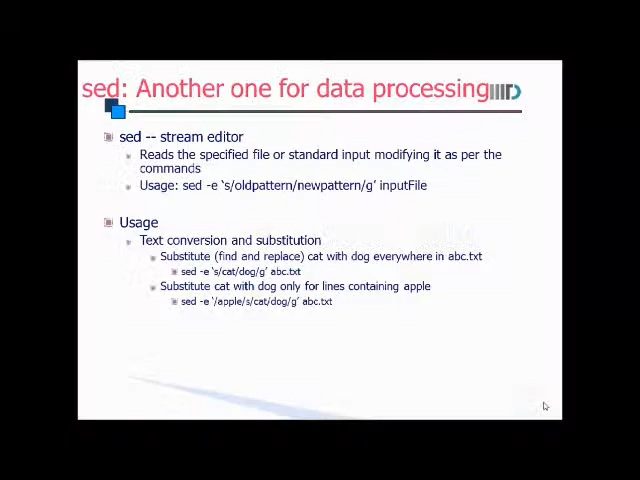 sed: Another one for data processing
sed -- stream editor
Reads the specified file or standard input modifying it as per the
commands
Usage: sed -e ‘s/oldpattern/newpattern/g’ inputFile
Usage
Text conversion and substitution
Substitute (find and replace) cat with dog everywhere in abc.txt
sed -e ‘s/cat/dog/g’ abc.txt
Substitute cat with dog only for lines containing apple
sed -e ‘/apple/s/cat/dog/g’ abc.txt